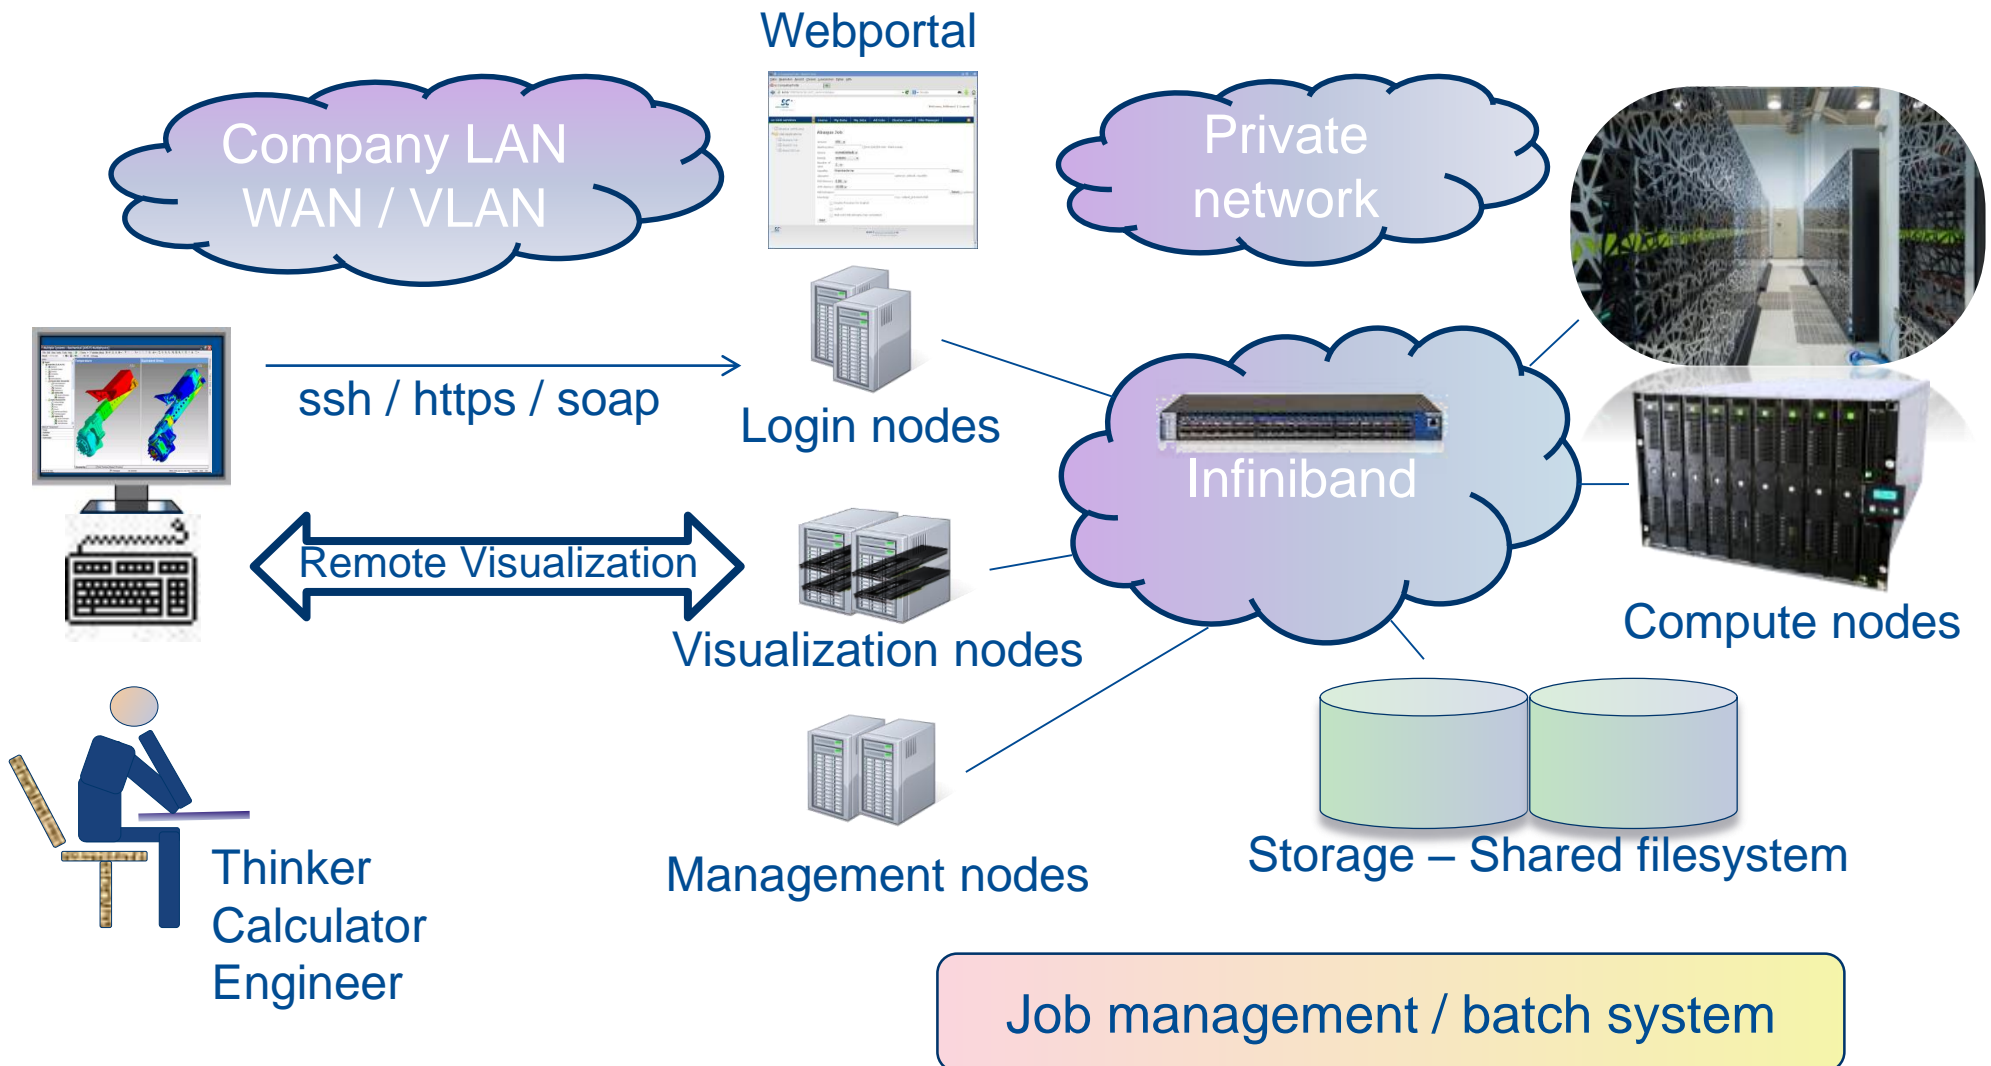 Webportal
Company LAN
WAN / VLAN
Private
network
ssh / https / soap
Login nodes
Infiniband
Remote Visualization
Visualization nodes
Compute nodes
Management nodes
Storage – Shared filesystem
Thinker
Calculator
Engineer
Job management / batch system